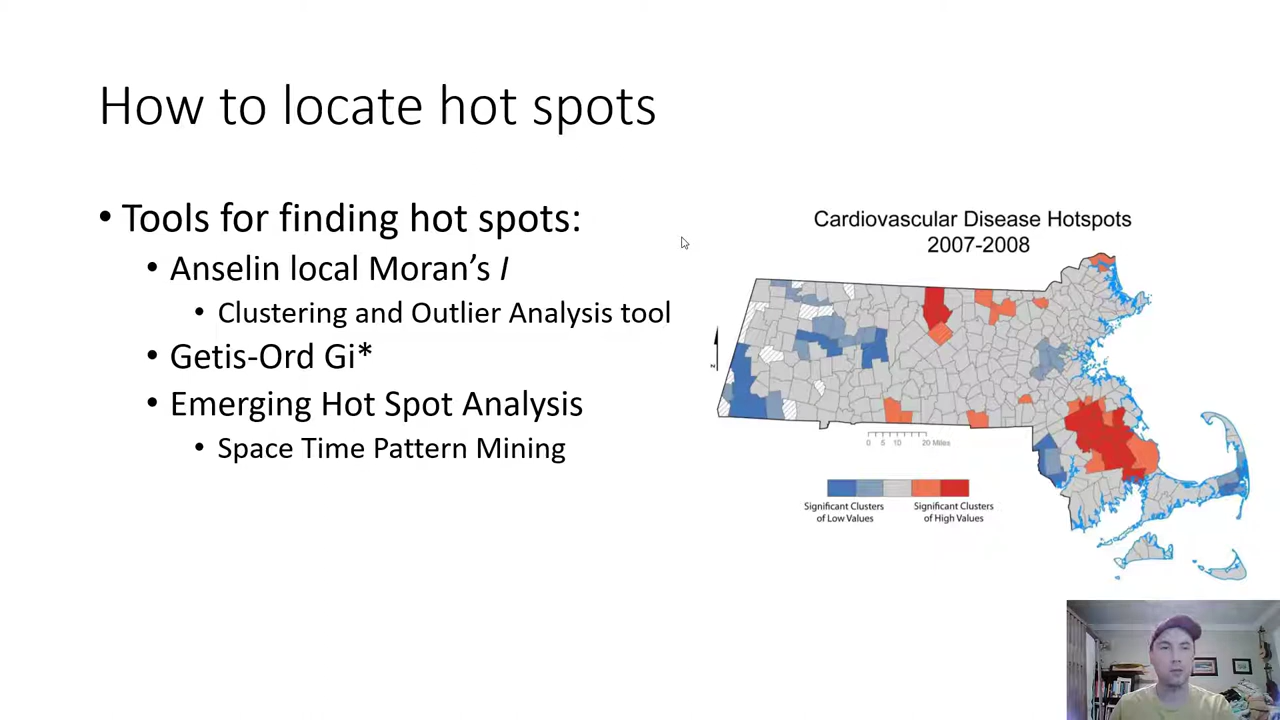 How to locate hot spots
• Tools for finding hot spots:
• Anselin local Moran’s I
• Clustering and Outlier Analysis tool
• Getis-Ord Gi*
• Emerging Hot Spot Analysis
• Space Time Pattern Mining
Cardiovascular Disease Hotspots
2007-2008
N
0 5 10 20 Miles
Significant Clusters
of Low Values
Significant Clusters
of High Values